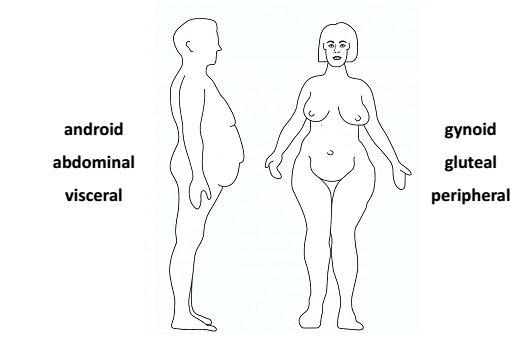 android
abdominal
visceral
gynoid
gluteal
peripheral